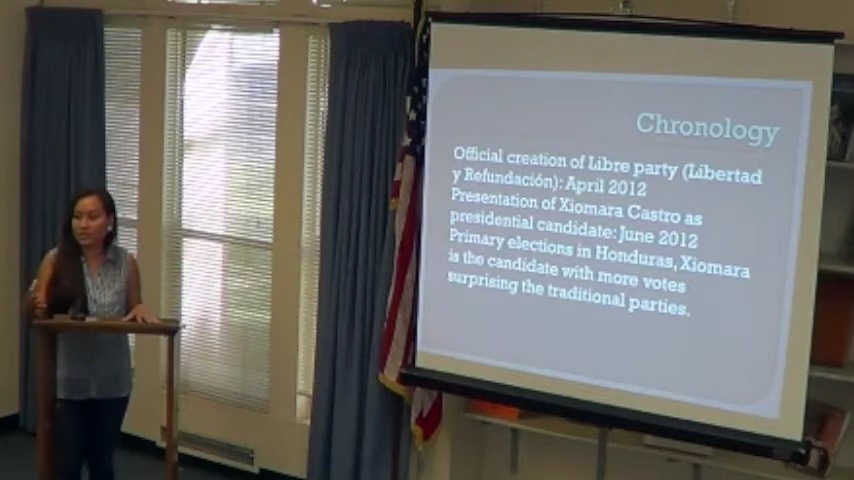 Chronology
Official creation of Libre party (Libertad
y Refundación): April 2012
Presentation of Xiomara Castro as
presidential candidate: June 2012
Primary elections in Honduras, Xiomara
is the candidate with more votes
surprising the traditional parties.